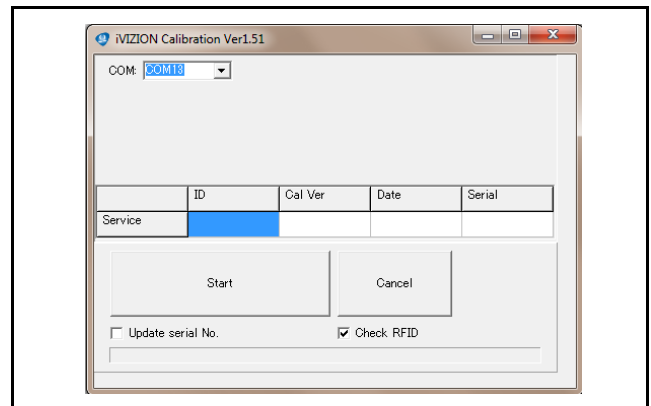 iVIZION Calibration Ver1.51
COM: COM13
ID Cal Ver Date Serial
Service
Start Cancel
Update serial No. Check RFID